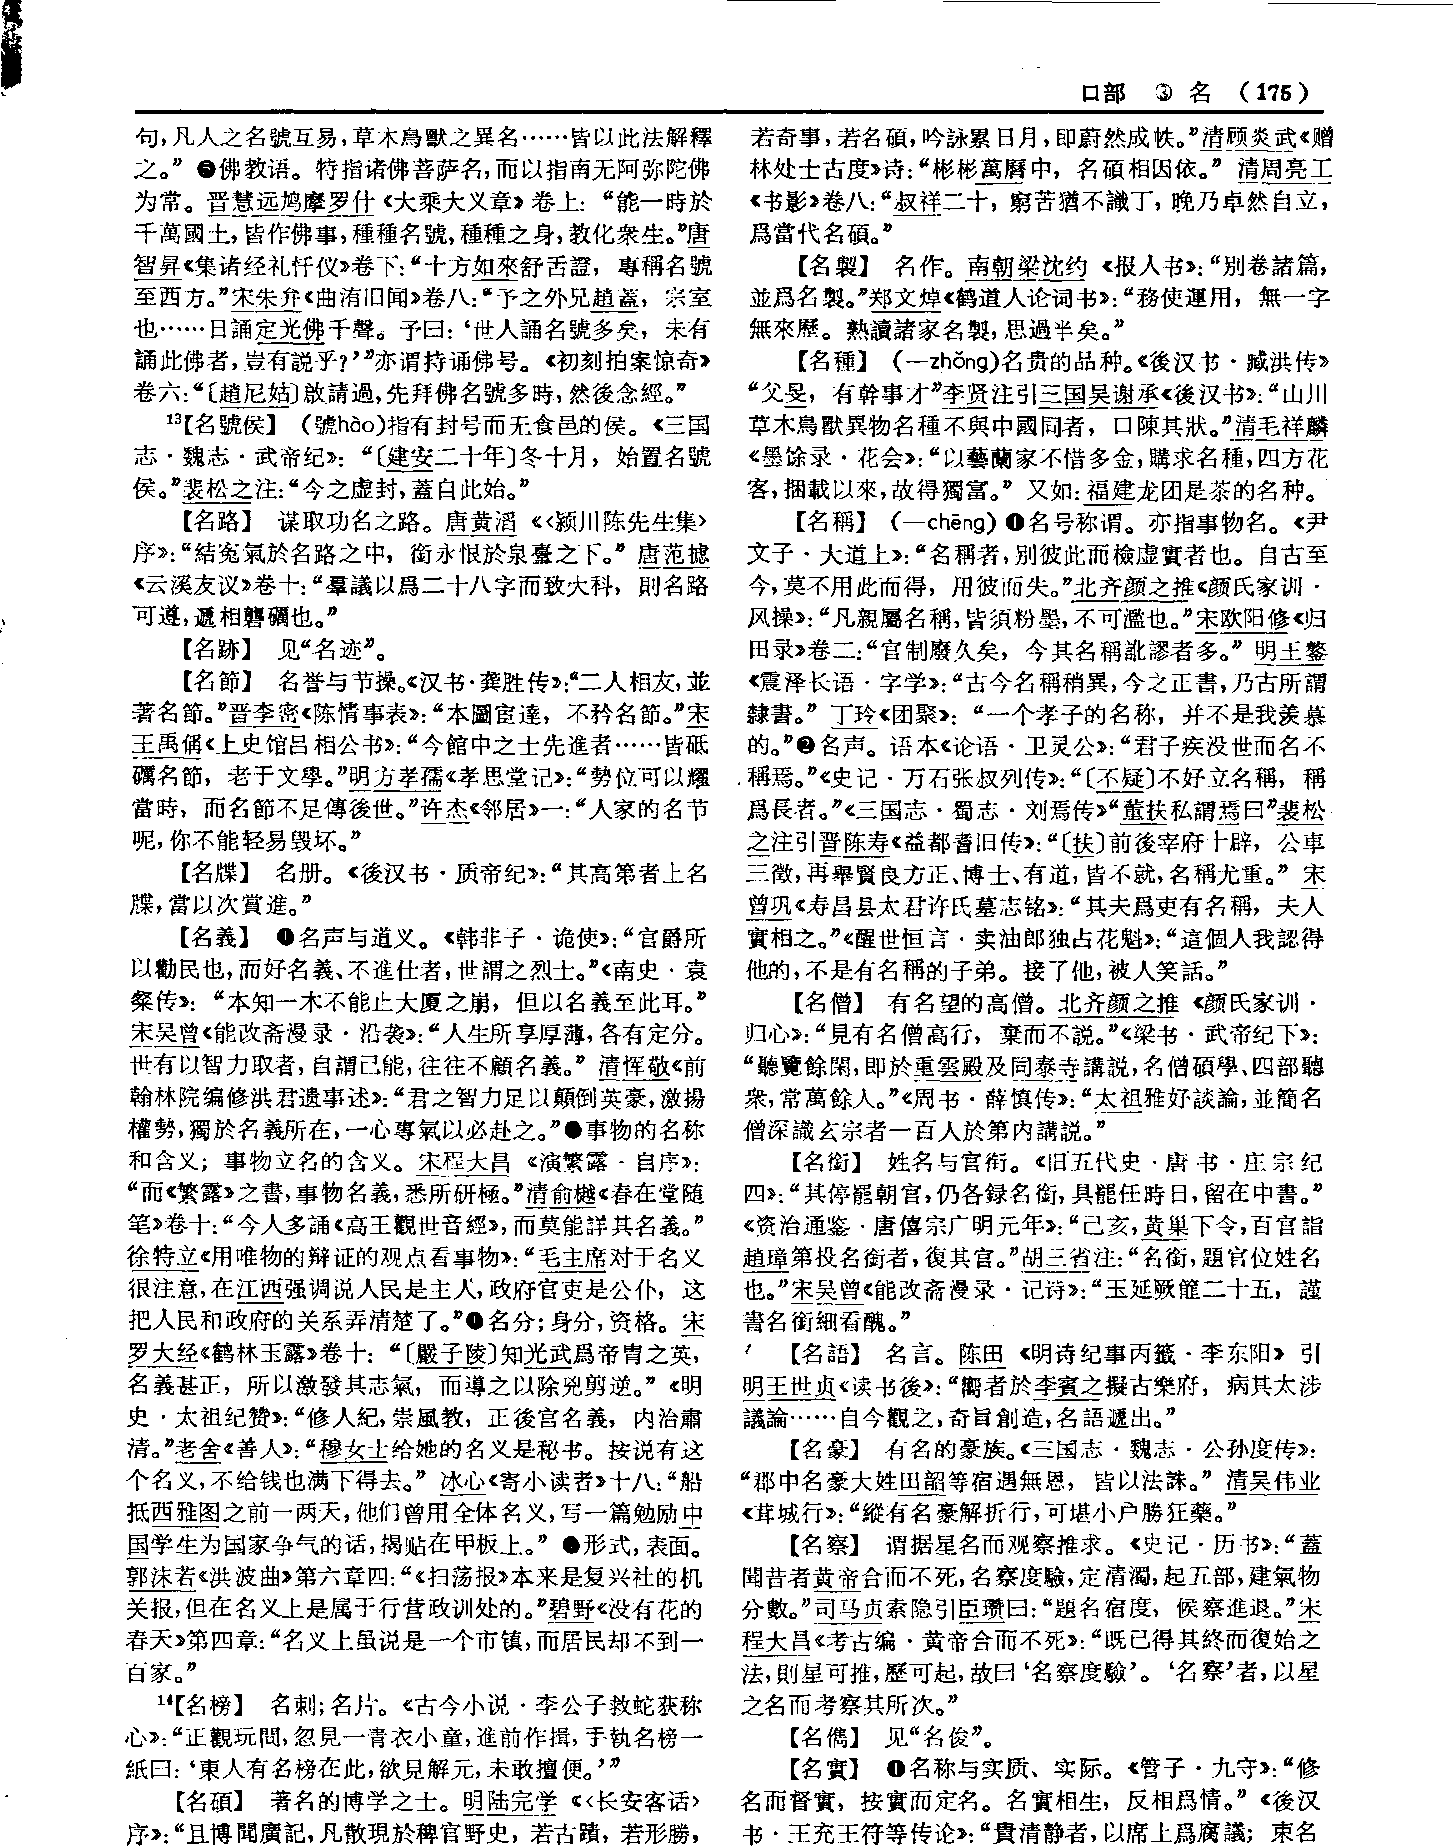 口部 ③ 名 (175)
句,凡人之名號互易,草木鳥獸之異名……皆以此法解釋
之。”❺佛教语。特指诸佛菩萨名,而以指南无阿弥陀佛
为常。晋慧远鸠摩罗什《大乘大义章》卷上:“能一時於
千萬國土,皆作佛事,種種名號,種種之身,教化衆生。”唐
智昇《集诸经礼忏仪》卷下:“十方如來舒舌證,專稱名號
至西方。”宋朱弁《曲洧旧闻》卷八:“予之外兄趙蓋,宗室
也……日誦定光佛千聲。予曰:‘世人誦名號多矣,未有
誦此佛者,豈有説乎?’”亦谓持诵佛号。《初刻拍案惊奇》
卷六:“〔趙尼姑〕啟請過,先拜佛名號多時,然後念經。”
¹³【名號侯】(號hào)指有封号而无食邑的侯。《三国
志·魏志·武帝纪》:“〔建安二十年〕冬十月,始置名號
侯。”裴松之注:“今之虚封,蓋自此始。”
【名路】 谋取功名之路。唐黄滔《〈颍川陈先生集〉
序》:“結寃氣於名路之中,銜永恨於泉臺之下。”唐范摅
《云溪友议》卷十:“羣議以爲二十八字而致大科,則名路
可遵,遞相礱礪也。”
【名跡】 见“名迹”。
【名節】 名誉与节操。《汉书·龚胜传》:“二人相友,並
著名節。”晋李密《陈情事表》:“本圖宦達,不矜名節。”宋
王禹偁《上史馆吕相公书》:“今館中之士先進者……皆砥
礪名節,老于文學。”明方孝孺《孝思堂记》:“勢位可以耀
當時,而名節不足傳後世。”许杰《邻居》一:“人家的名节
呢,你不能轻易毁坏。”
【名牒】 名册。《後汉书·质帝纪》:“其高第者上名
牒,當以次賞進。”
【名義】 ❶名声与道义。《韩非子·诡使》:“官爵所
以勸民也,而好名義、不進仕者,世謂之烈士。”《南史·袁
粲传》:“本知一木不能止大厦之崩,但以名義至此耳。”
宋吴曾《能改斋漫录·沿袭》:“人生所享厚薄,各有定分。
世有以智力取者,自謂己能,往往不顧名義。”清恽敬《前
翰林院编修洪君遗事述》:“君之智力足以顛倒英豪,激揚
權勢,獨於名義所在,一心專氣以必赴之。”●事物的名称
和含义;事物立名的含义。宋程大昌《演繁露·自序》:
“而《繁露》之書,事物名義,悉所研極。”清俞樾《春在堂随
笔》卷十:“今人多誦《高王觀世音經》,而莫能詳其名義。”
徐特立《用唯物的辩证的观点看事物》:“毛主席对于名义
很注意,在江西强调说人民是主人,政府官吏是公仆,这
把人民和政府的关系弄清楚了。”●名分;身分,资格。宋
罗大经《鹤林玉露》卷十:“〔嚴子陵〕知光武爲帝胄之英,
名義甚正,所以激發其志氣,而導之以除兇剪逆。”《明
史·太祖纪赞》:“修人紀,崇風教,正後宫名義,内治肅
清。”老舍《善人》:“穆女士给她的名义是秘书。按说有这
个名义,不给钱也满下得去。”冰心《寄小读者》十八:“船
抵西雅图之前一两天,他们曾用全体名义,写一篇勉励中
国学生为国家争气的话,揭贴在甲板上。”●形式,表面。
郭沫若《洪波曲》第六章四:“《扫荡报》本来是复兴社的机
关报,但在名义上是属于行营政训处的。”碧野《没有花的
春天》第四章:“名义上虽说是一个市镇,而居民却不到一
百家。”
¹⁴【名榜】 名刺;名片。《古今小说·李公子救蛇获称
心》:“正觀玩間,忽見一青衣小童,進前作揖,手執名榜一
紙曰:‘東人有名榜在此,欲見解元,未敢擅便。’”
【名碩】 著名的博学之士。明陆完学《〈长安客话〉
序》:“且博聞廣記,凡散現於稗官野史,若古蹟,若形勝,
若奇事,若名碩,吟詠累日月,即蔚然成帙。”清顾炎武《赠
林处士古度》诗:“彬彬萬曆中,名碩相因依。”清周亮工
《书影》卷八:“叔祥二十,窮苦猶不識丁,晚乃卓然自立,
爲當代名碩。”
【名製】 名作。南朝梁沈约《报人书》:“别卷諸篇,
並爲名製。”郑文焯《鹤道人论词书》:“務使運用,無一字
無來歷。熟讀諸家名製,思過半矣。”
【名種】 (—zhǒng)名贵的品种。《後汉书·臧洪传》
“父旻,有幹事才”李贤注引三国吴谢承《後汉书》:“山川
草木鳥獸異物名種不與中國同者,口陳其狀。”清毛祥麟
《墨馀录·花会》:“以藝蘭家不惜多金,購求名種,四方花
客,捆載以來,故得獨富。”又如:福建龙团是茶的名种。
【名稱】 (—chēng)❶名号称谓。亦指事物名。《尹
文子·大道上》:“名稱者,别彼此而檢虚實者也。自古至
今,莫不用此而得,用彼而失。”北齐颜之推《颜氏家训·
风操》:“凡親屬名稱,皆須粉墨,不可濫也。”宋欧阳修《归
田录》卷二:“官制廢久矣,今其名稱訛謬者多。”明王鏊
《震泽长语·字学》:“古今名稱稍異,今之正書,乃古所謂
隸書。”丁玲《团聚》:“一个孝子的名称,并不是我羡慕
的。”❷名声。语本《论语·卫灵公》:“君子疾没世而名不
稱焉。”《史记·万石张叔列传》:“〔不疑〕不好立名稱,稱
爲長者。”《三国志·蜀志·刘焉传》“董扶私謂焉曰”裴松
之注引晋陈寿《益都耆旧传》:“〔扶〕前後宰府十辟,公車
三徵,再舉賢良方正、博士、有道,皆不就,名稱尤重。”宋
曾巩《寿昌县太君许氏墓志铭》:“其夫爲吏有名稱,夫人
實相之。”《醒世恒言·卖油郎独占花魁》:“這個人我認得
他的,不是有名稱的子弟。接了他,被人笑話。”
【名僧】 有名望的高僧。北齐颜之推《颜氏家训·
归心》:“見有名僧高行,棄而不説。”《梁书·武帝纪下》:
“聽覽餘閑,即於重雲殿及同泰寺講説,名僧碩學、四部聽
衆,常萬餘人。”《周书·薛慎传》:“太祖雅好談論,並簡名
僧深識玄宗者一百人於第内講説。”
【名銜】 姓名与官衔。《旧五代史·唐书·庄宗纪
四》:“其停罷朝官,仍各録名銜,具罷任時日,留在中書。”
《资治通鉴·唐僖宗广明元年》:“己亥,黄巢下令,百官詣
趙璋第投名銜者,復其官。”胡三省注:“名銜,題官位姓名
也。”宋吴曾《能改斋漫录·记诗》:“玉延厥篚二十五,謹
書名銜細看醜。”
【名語】 名言。陈田《明诗纪事丙籤·李东阳》引
明王世贞《读书後》:“嚮者於李賓之擬古樂府,病其太涉
議論……自今觀之,奇旨創造,名語遞出。”
【名豪】 有名的豪族。《三国志·魏志·公孙度传》:
“郡中名豪大姓田韶等宿遇無恩,皆以法誅。”清吴伟业
《茸城行》:“縱有名豪解折行,可堪小户勝狂藥。”
【名察】 谓据星名而观察推求。《史记·历书》:“蓋
聞昔者黄帝合而不死,名察度驗,定清濁,起五部,建氣物
分數。”司马贞索隐引臣瓒曰:“題名宿度,候察進退。”宋
程大昌《考古编·黄帝合而不死》:“既已得其終而復始之
法,則星可推,歷可起,故曰‘名察度驗’。‘名察’者,以星
之名而考察其所次。”
【名儁】 见“名俊”。
【名實】 ❶名称与实质、实际。《管子·九守》:“修
名而督實,按實而定名。名實相生,反相爲情。”《後汉
书·王充王符等传论》:“貴清静者,以席上爲腐議;束名